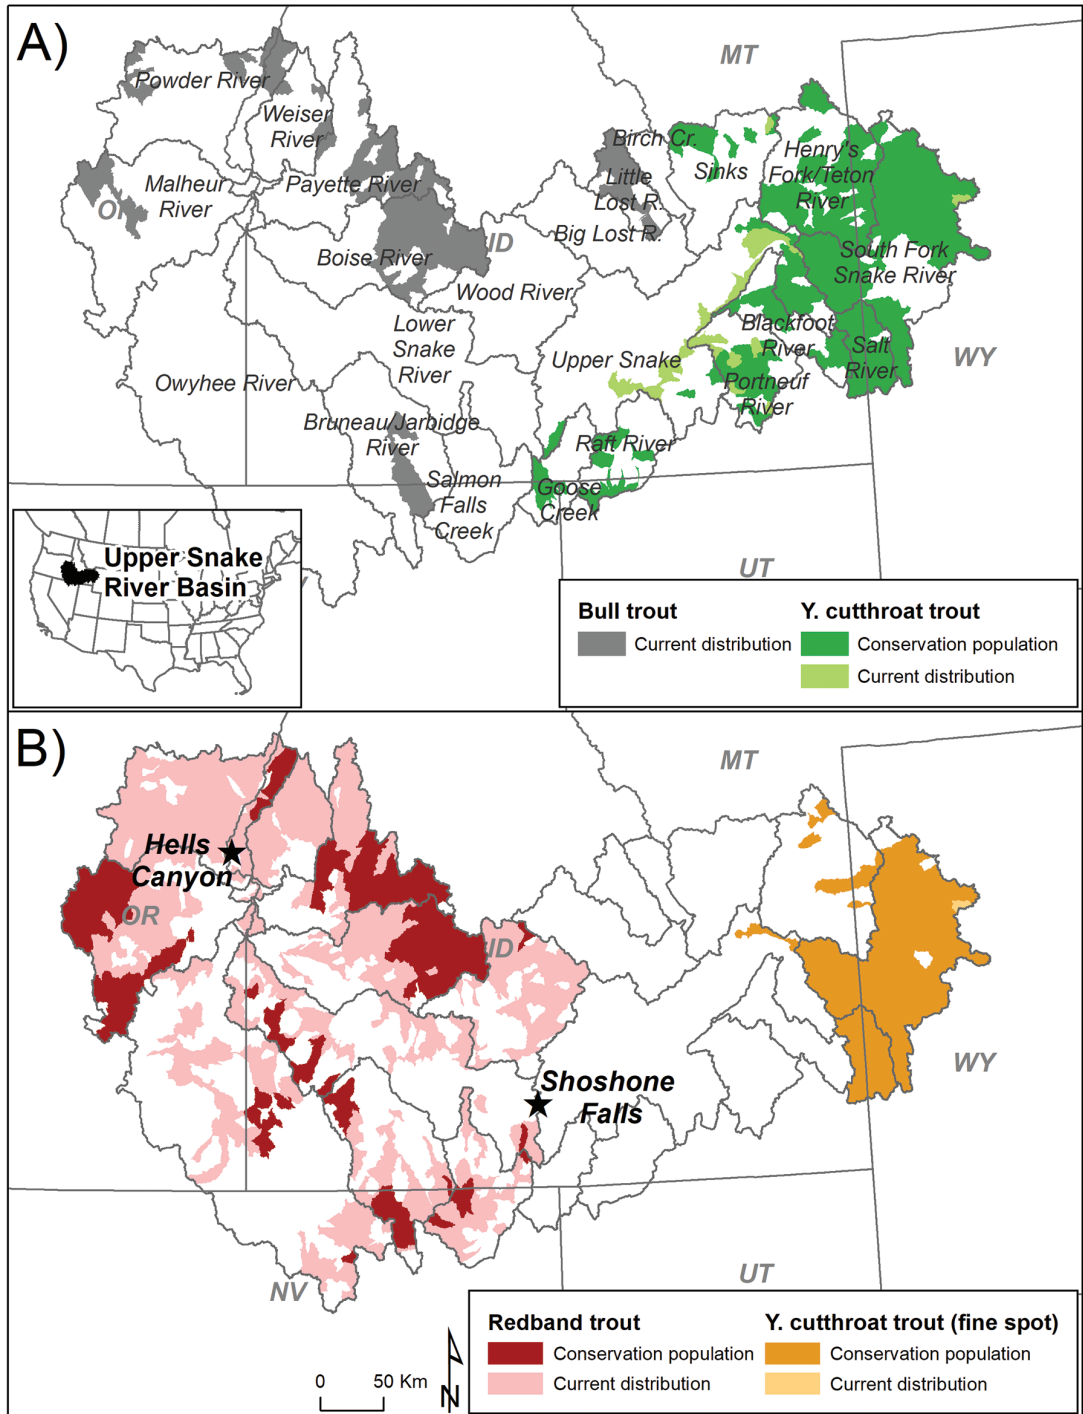 A)
MT
Powder River
Weiser
River
Birch Cr.
Sinks
Henry's
Fork/Teton
River
Malheur
River
Payette River
Little
Lost R.
Big Lost R.
ID
Boise River
South Fork
Snake River
Wood River
Lower
Snake
River
Blackfoot
River
Salt
River
WY
Upper Snake
Owyhee River
Portneuf
River
Bruneau/Jarbidge
River
Raft River
Salmon
Falls
Creek
Goose
Creek
UT
Upper Snake
River Basin
Bull trout
Current distribution
Y. cutthroat trout
Conservation population
Current distribution
B)
MT
Hells
Canyon
OR
ID
WY
Shoshone
Falls
NV
UT
0 50 Km
N
Redband trout
Conservation population
Current distribution
Y. cutthroat trout (fine spot)
Conservation population
Current distribution